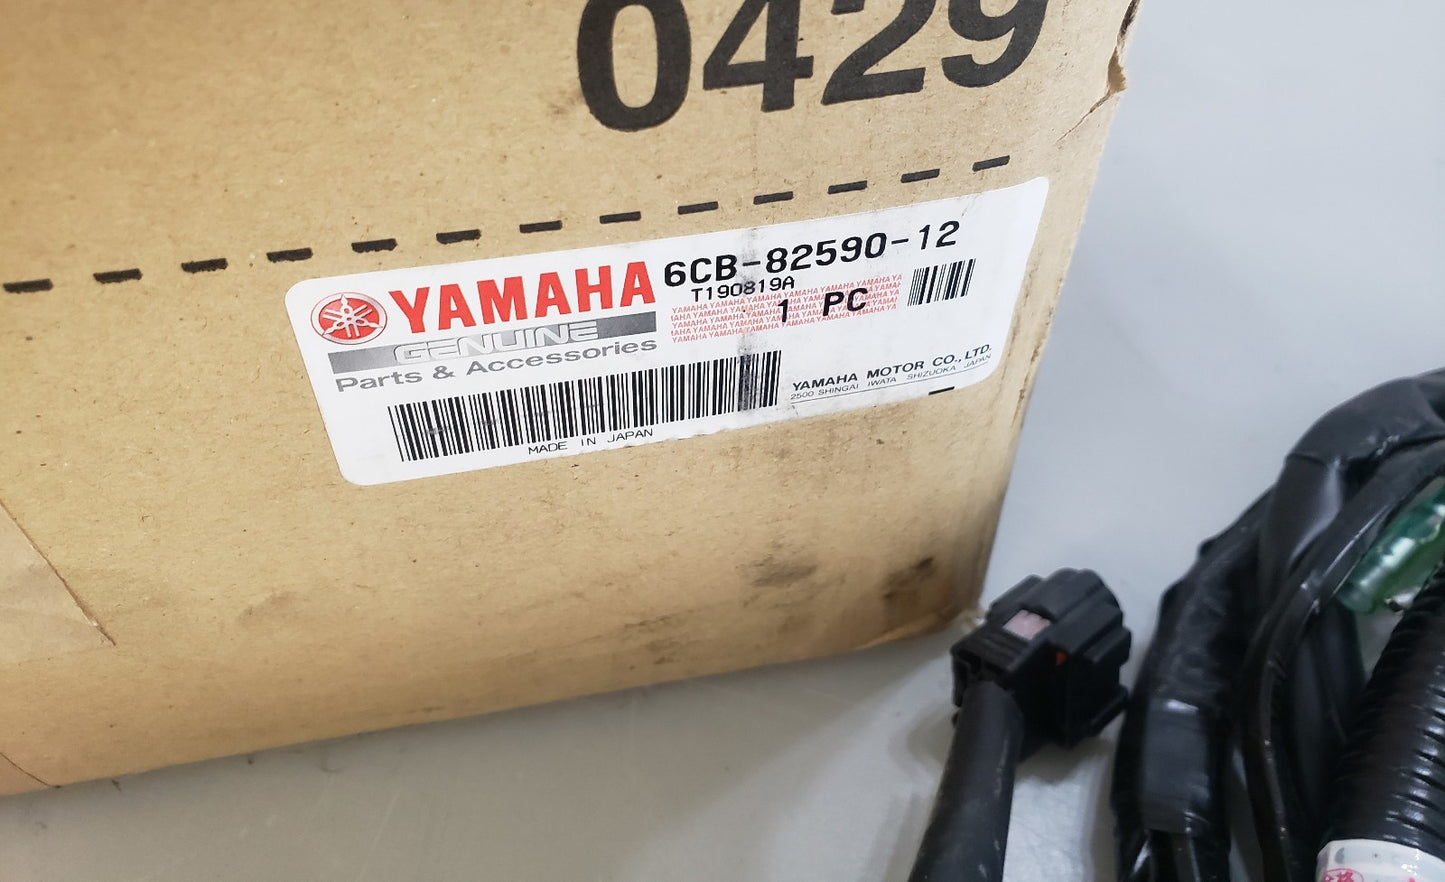 0429
YAMAHA
GENUINE
Parts & Accessories
6CB-82590-12
T190819A
1 PC
YAMAHA MOTOR CO., LTD.
2500 SHINGAI IWATA SHIZUOKA JAPAN
MADE IN JAPAN